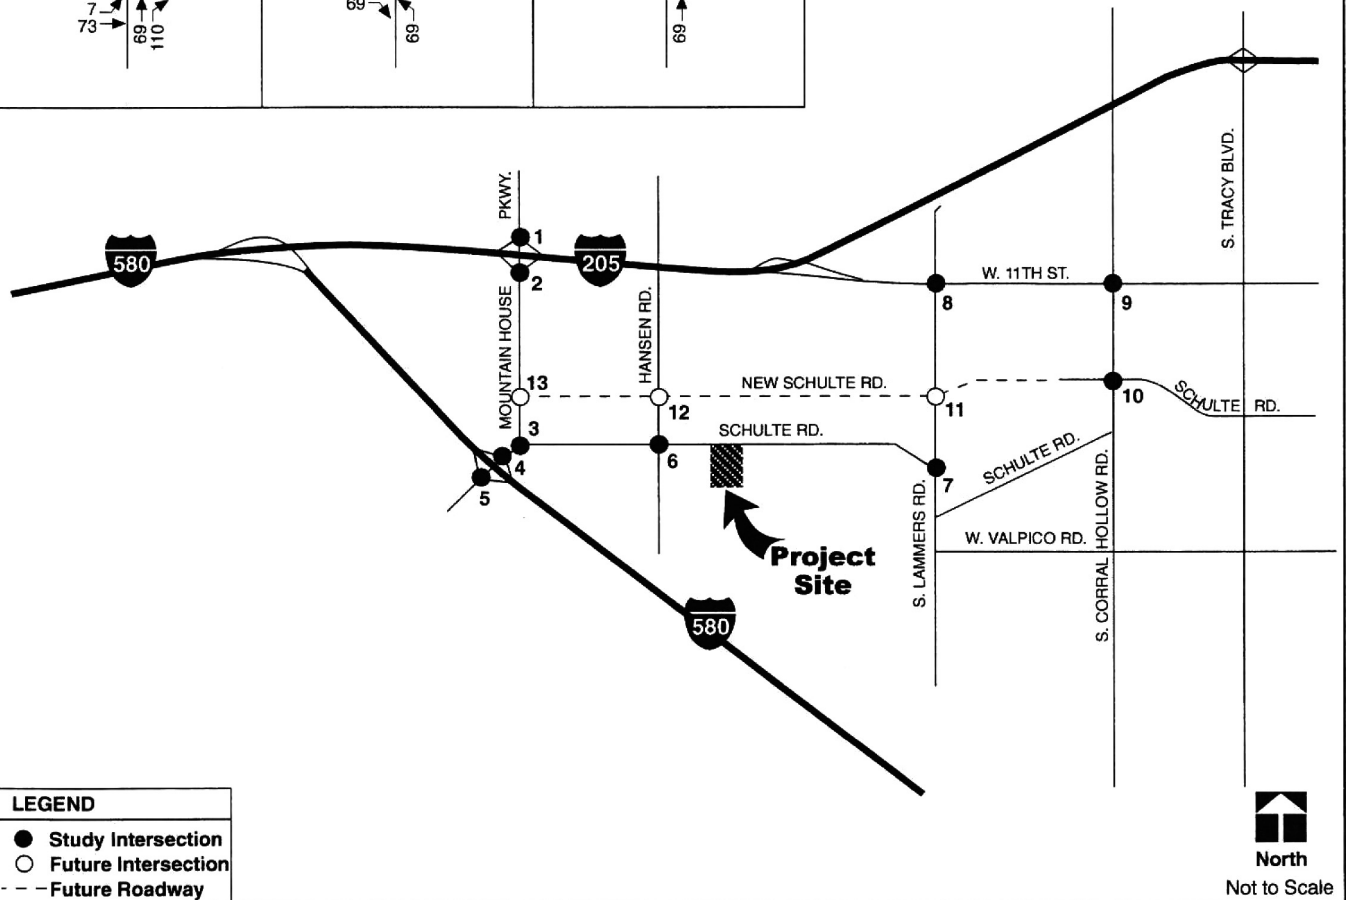 7
73
69
110
69
69
69
S. TRACY BLVD.
PKWY.
1
580
205
2
W. 11TH ST.
8
9
MOUNTAIN HOUSE
HANSEN RD.
13
NEW SCHULTE RD.
12
11
10
SCHULTE RD.
3
SCHULTE RD.
6
4
5
7
SCHULTE RD.
S. LAMMERS RD.
S. CORRAL HOLLOW RD.
W. VALPICO RD.
Project
Site
580
LEGEND
Study Intersection
Future Intersection
Future Roadway
North
Not to Scale